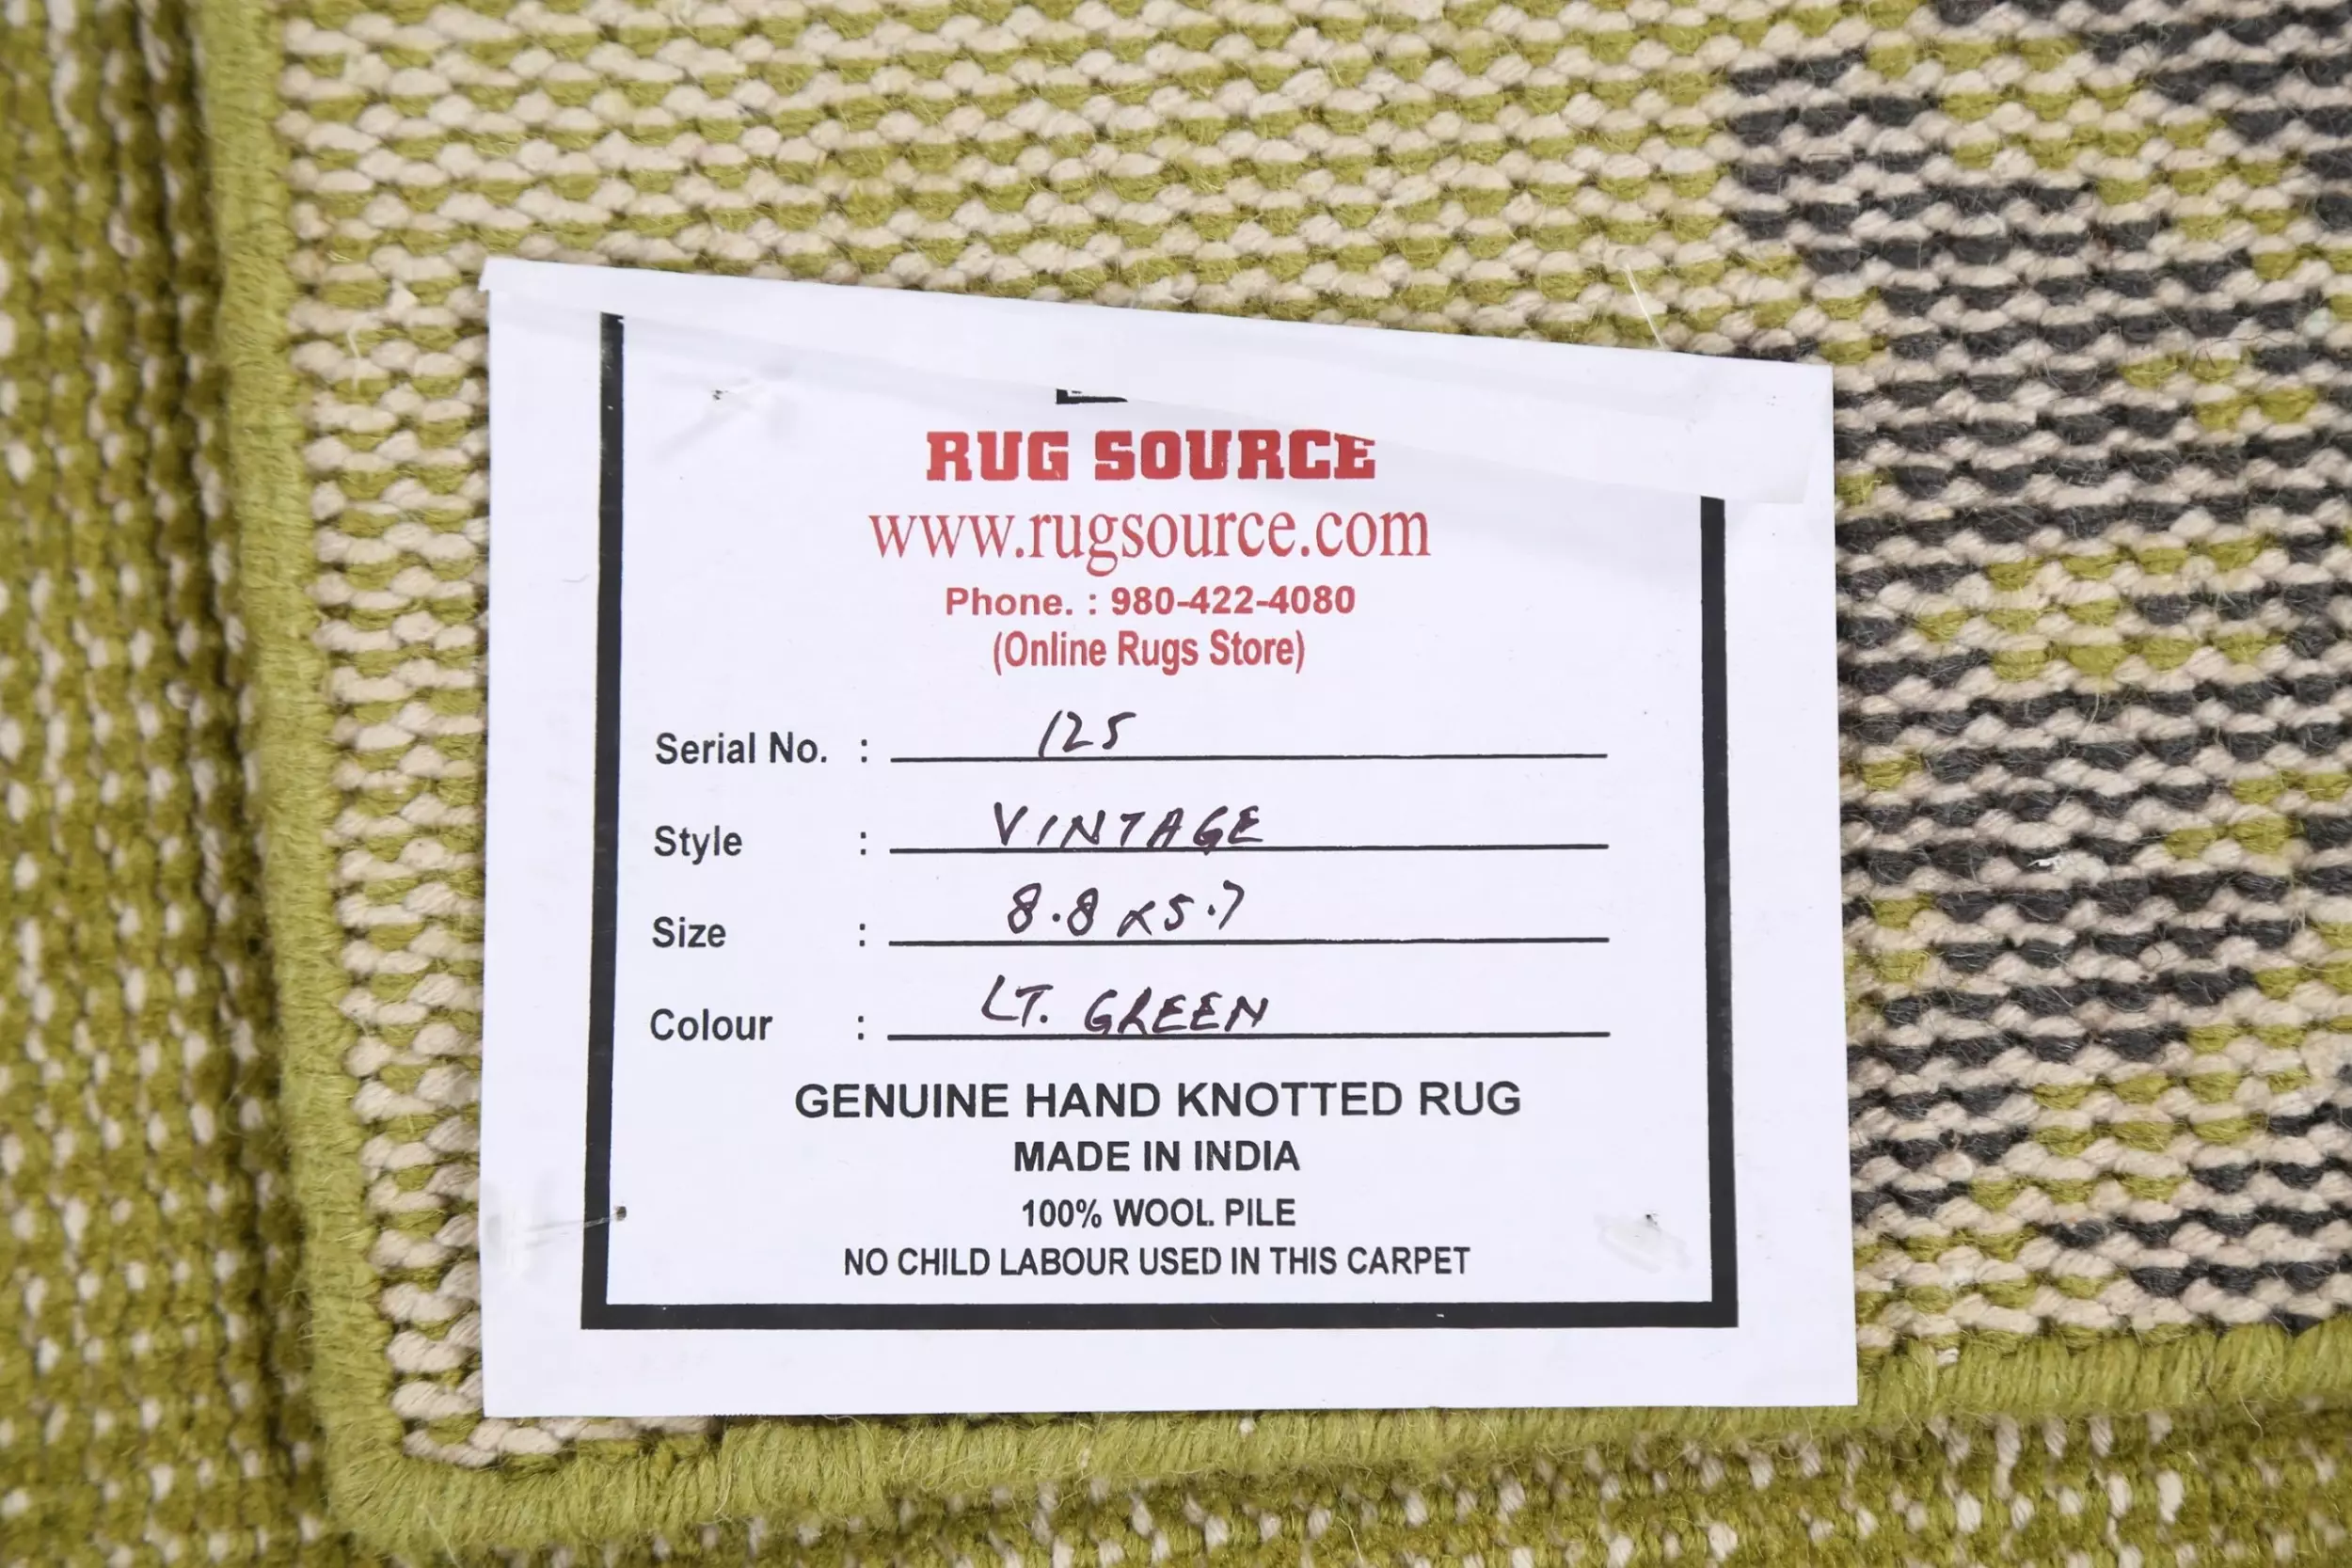 RUG SOURCE
www.rugsource.com
Phone. : 980-422-4080
(Online Rugs Store)
Serial No. : 125
Style : VINTAGE
Size : 8.8 x 5.7
Colour : LT. GREEN
GENUINE HAND KNOTTED RUG
MADE IN INDIA
100% WOOL PILE
NO CHILD LABOUR USED IN THIS CARPET